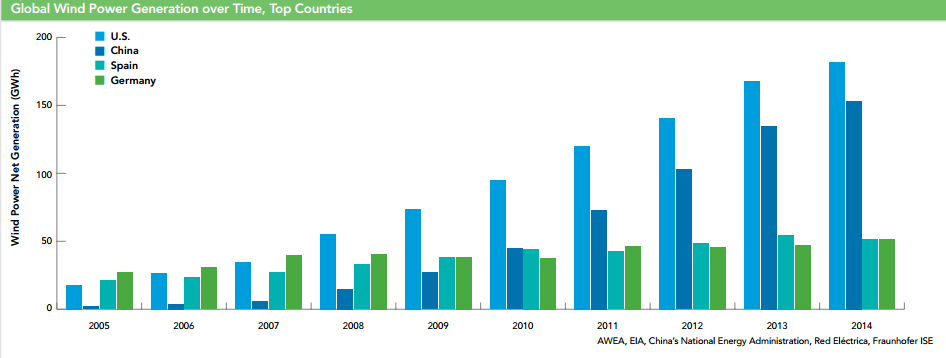 Global Wind Power Generation over Time, Top Countries
Wind Power Net Generation (GWh)
200
150
100
50
0
U.S.
China
Spain
Germany
2005 2006 2007 2008 2009 2010 2011 2012 2013 2014
AWEA, EIA, China's National Energy Administration, Red Eléctrica, Fraunhofer ISE